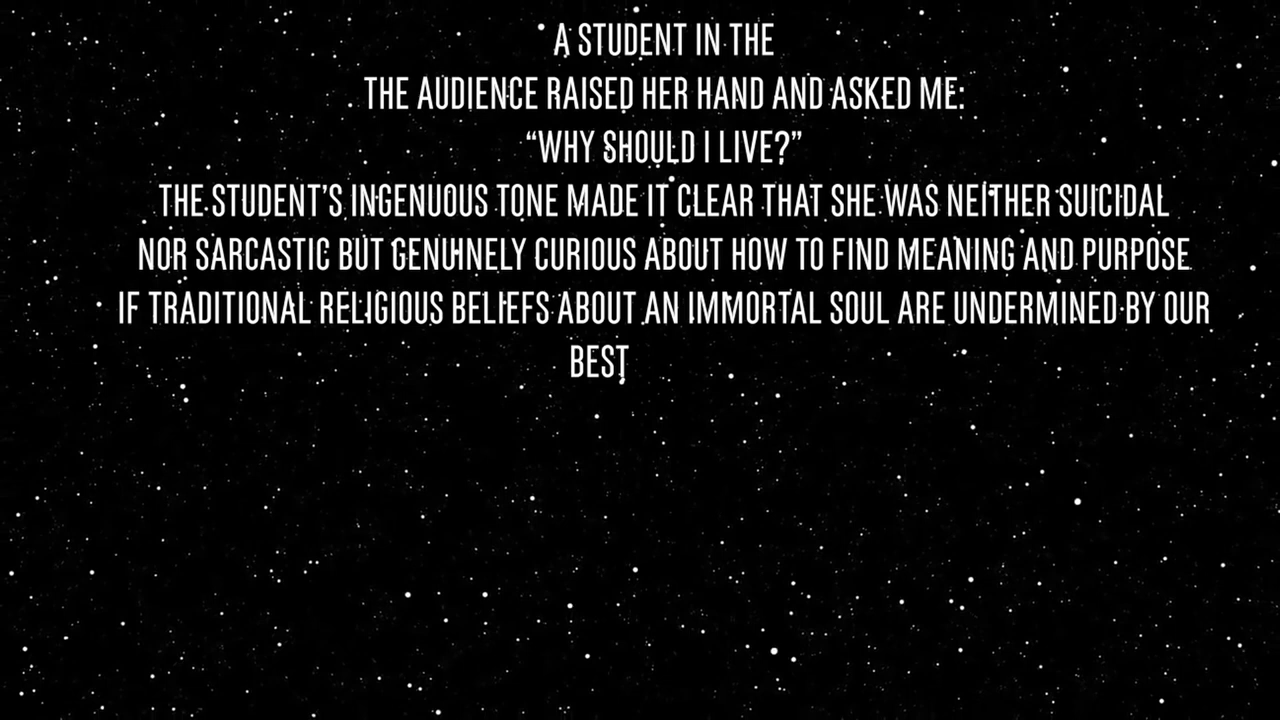 A STUDENT IN THE
THE AUDIENCE RAISED HER HAND AND ASKED ME:
“WHY SHOULD I LIVE?”
THE STUDENT’S INGENUOUS TONE MADE IT CLEAR THAT SHE WAS NEITHER SUICIDAL
NOR SARCASTIC BUT GENUINELY CURIOUS ABOUT HOW TO FIND MEANING AND PURPOSE
IF TRADITIONAL RELIGIOUS BELIEFS ABOUT AN IMMORTAL SOUL ARE UNDERMINED BY OUR
BEST